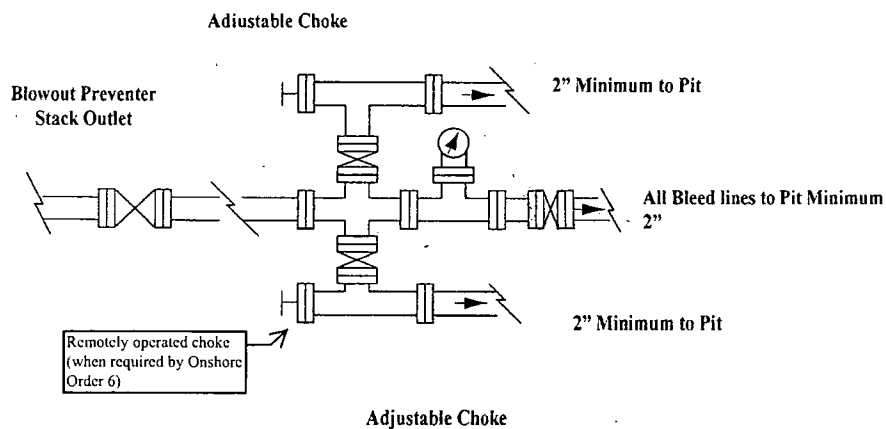 Adiustable Choke
2” Minimum to Pit
Blowout Preventer
Stack Outlet
All Bleed lines to Pit Minimum
2”
2” Minimum to Pit
Remotely operated choke
(when required by Onshore
Order 6)
Adjustable Choke